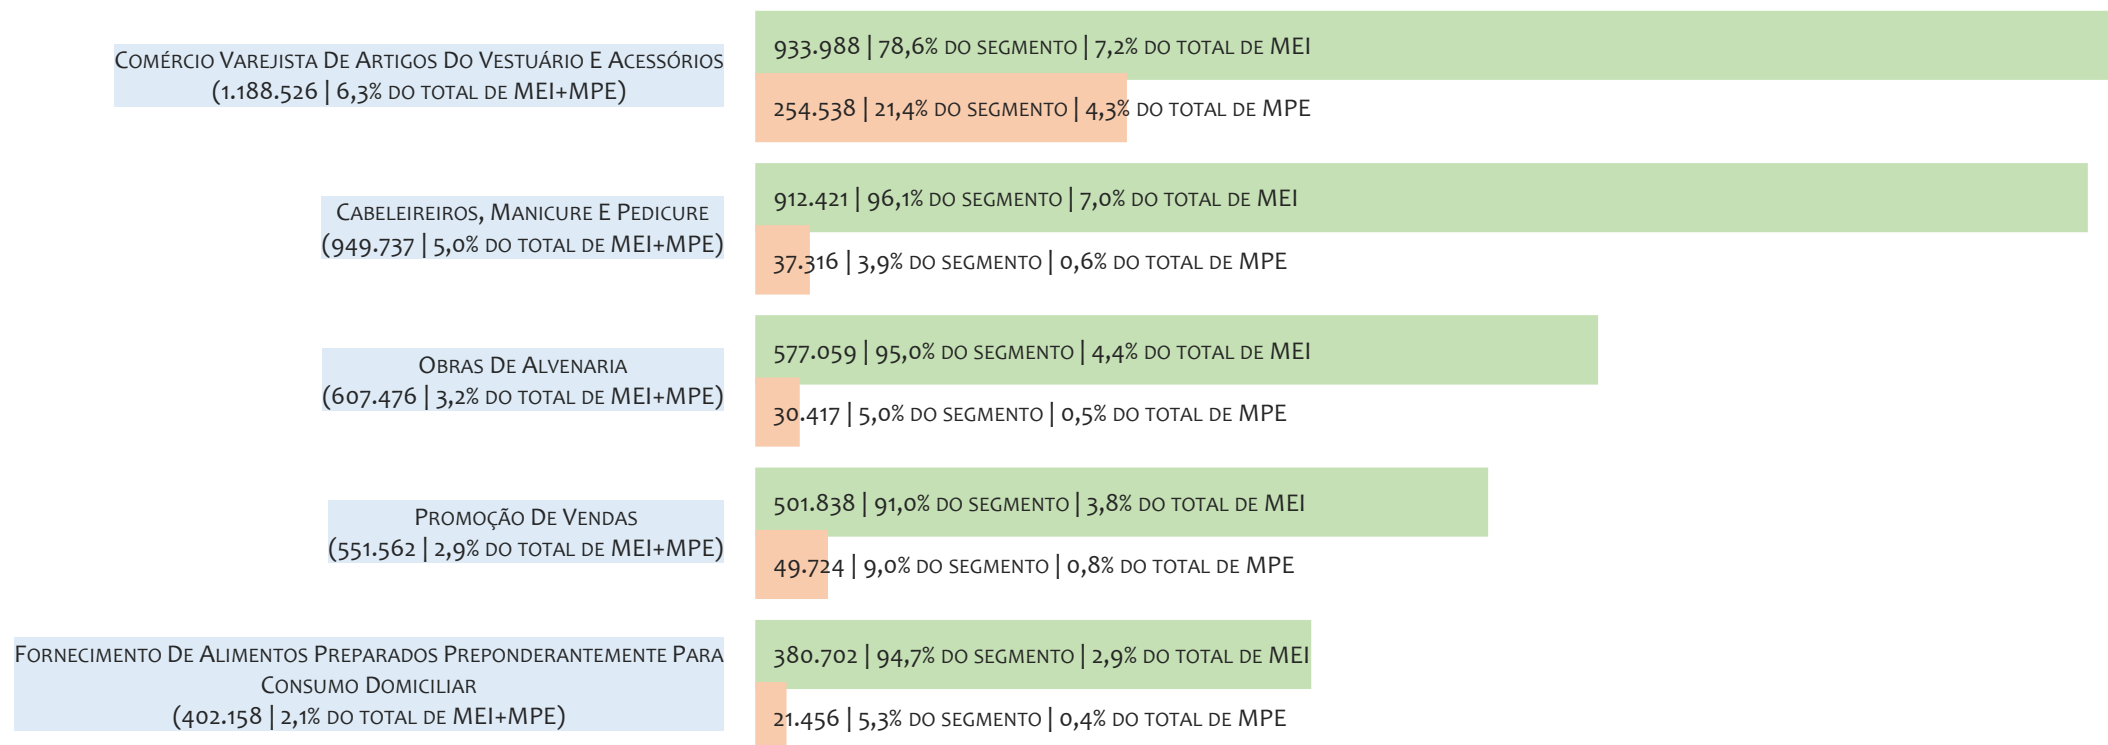 Comércio Varejista De Artigos Do Vestuário E Acessórios
(1.188.526 | 6,3% do total de MEI+MPE)
933.988 | 78,6% do segmento | 7,2% do total de MEI
254.538 | 21,4% do segmento | 4,3% do total de MPE
Cabeleireiros, Manicure E Pedicure
(949.737 | 5,0% do total de MEI+MPE)
912.421 | 96,1% do segmento | 7,0% do total de MEI
37.316 | 3,9% do segmento | 0,6% do total de MPE
Obras De Alvenaria
(607.476 | 3,2% do total de MEI+MPE)
577.059 | 95,0% do segmento | 4,4% do total de MEI
30.417 | 5,0% do segmento | 0,5% do total de MPE
Promoção De Vendas
(551.562 | 2,9% do total de MEI+MPE)
501.838 | 91,0% do segmento | 3,8% do total de MEI
49.724 | 9,0% do segmento | 0,8% do total de MPE
Fornecimento De Alimentos Preparados Preponderantemente Para
Consumo Domiciliar
(402.158 | 2,1% do total de MEI+MPE)
380.702 | 94,7% do segmento | 2,9% do total de MEI
21.456 | 5,3% do segmento | 0,4% do total de MPE